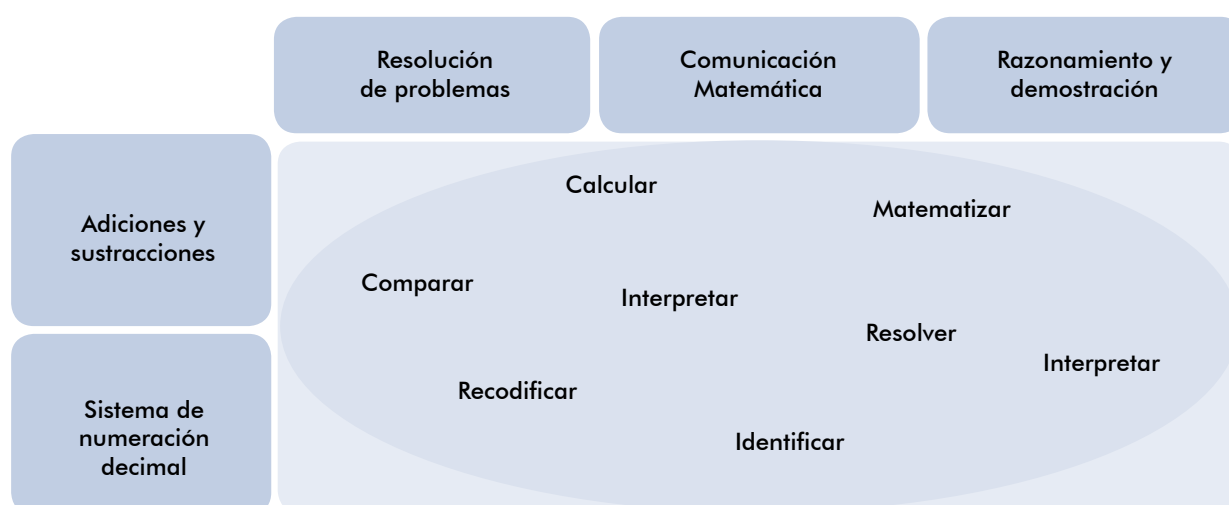 Resolución
de problemas
Comunicación
Matemática
Razonamiento y
demostración
Adiciones y
sustracciones
Calcular
Matematizar
Comparar
Interpretar
Resolver
Interpretar
Recodificar
Identificar
Sistema de
numeración
decimal